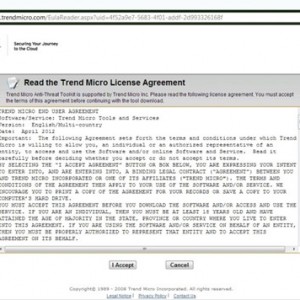 .trendmicro.com/EulaReader.aspx?uid=4f52a9e7-5683-4f01-addf-2d993326168f
Securing Your Journey
to the Cloud
Read the Trend Micro License Agreement
Trend Micro Anti-Threat Toolkit is supported by Trend Micro Inc. Please read the following license agreement. You must accept
the terms of this agreement before continuing with the tool download.
TREND MICRO END USER AGREEMENT
Software/Service: Trend Micro Tools and Services
Version: English/Multi-country
Date: April 2012
Important: The following Agreement sets forth the terms and conditions under which Trend
Micro is willing to allow you, an individual or an authorized representative of an
entity, to access and use the Software and/or online Software and Service. Read it
carefully before deciding whether you accept or do not accept its terms.
BY SELECTING THE "I ACCEPT AGREEMENT" BUTTON OR BOX BELOW, YOU ARE EXPRESSING YOUR INTENT
TO ENTER INTO, AND ARE ENTERING INTO, A BINDING LEGAL CONTRACT ("AGREEMENT") BETWEEN YOU
AND TREND MICRO INCORPORATED OR ONE OF ITS AFFILIATES ("TREND MICRO"). THE TERMS AND
CONDITIONS OF THE AGREEMENT THEN APPLY TO YOUR USE OF THE SOFTWARE AND/OR SERVICE. WE
ENCOURAGE YOU TO PRINT A COPY OF THE AGREEMENT FOR YOUR RECORDS OR SAVE A COPY TO YOUR
COMPUTER'S HARD DRIVE.
YOU MUST ACCEPT THIS AGREEMENT BEFORE YOU DOWNLOAD THE SOFTWARE AND/OR ACCESS AND USE THE
SERVICE. IF YOU ARE AN INDIVIDUAL, THEN YOU MUST BE AT LEAST 18 YEARS OLD AND HAVE
ATTAINED THE AGE OF MAJORITY IN THE STATE, PROVINCE OR COUNTRY WHERE YOU LIVE TO ENTER
INTO THIS AGREEMENT. IF YOU ARE USING THE SOFTWARE AND/OR SERVICE ON BEHALF OF AN ENTITY,
THEN YOU MUST BE PROPERLY AUTHORIZED TO REPRESENT THAT ENTITY AND TO ACCEPT THIS
AGREEMENT ON ITS BEHALF.
I Accept
Cancel
Copyright© 1989 - 2009 Trend Micro Incorporated. All rights reserved.
Legal Notice | Privacy Policy | Contact Us